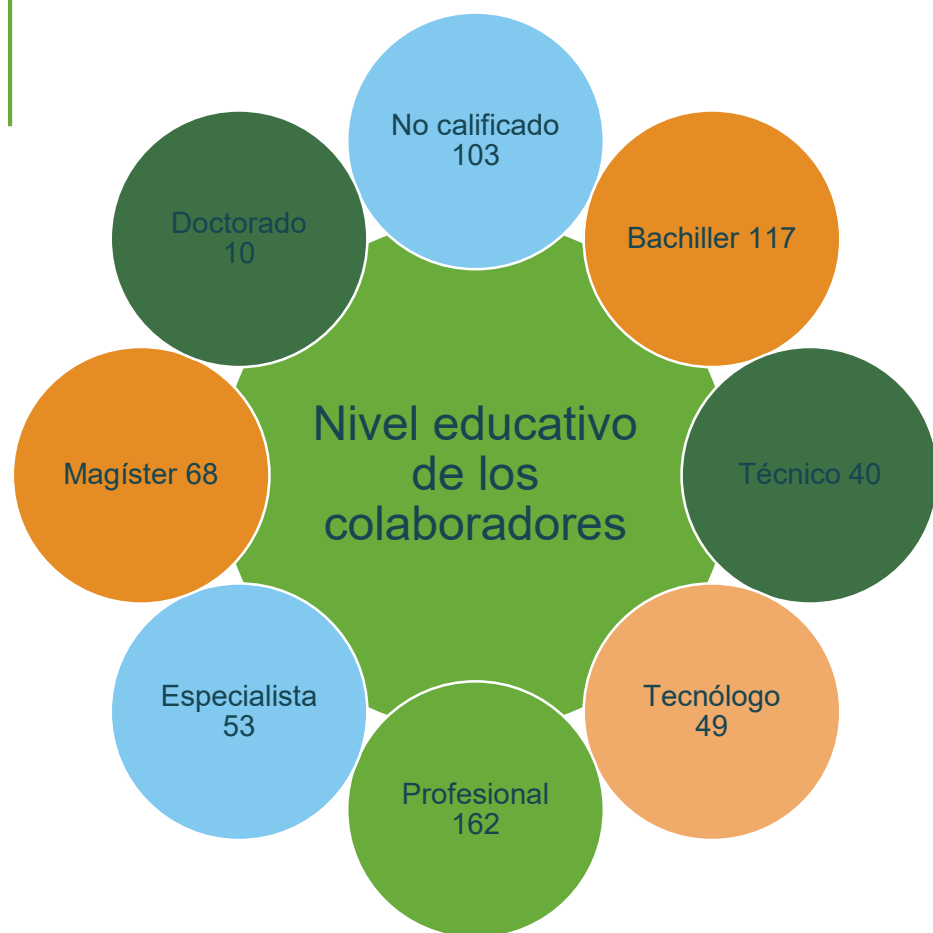 No calificado
103
Bachiller 117
Técnico 40
Tecnólogo
49
Profesional
162
Especialista
53
Magíster 68
Doctorado
10
Nivel educativo
de los
colaboradores